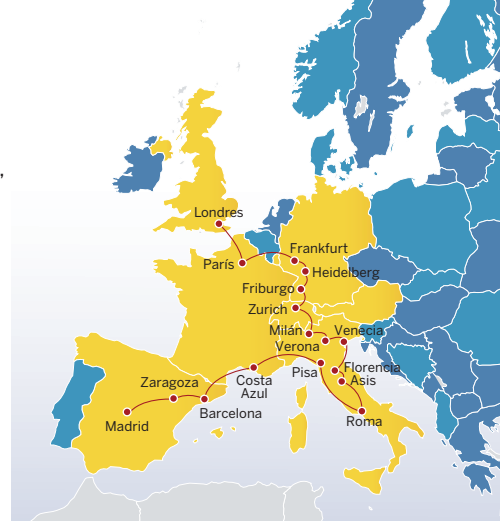 Londres
París
Frankfurt
Heidelberg
Friburgo
Zurich
Milán
Venecia
Verona
Pisa
Florencia
Asis
Roma
Costa
Azul
Zaragoza
Barcelona
Madrid